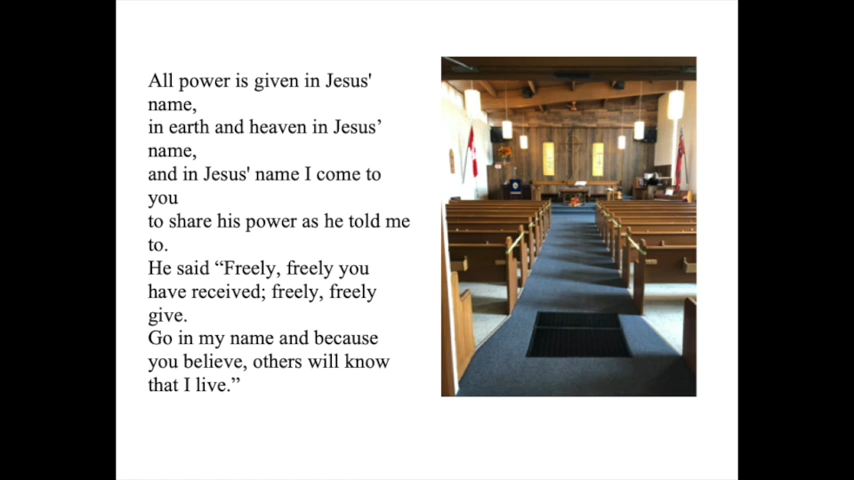 All power is given in Jesus'
name,
in earth and heaven in Jesus’
name,
and in Jesus' name I come to
you
to share his power as he told me
to.
He said “Freely, freely you
have received; freely, freely
give.
Go in my name and because
you believe, others will know
that I live.”